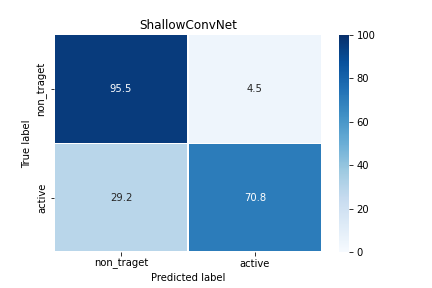 ShallowConvNet
True label
non_traget
active
95.5
4.5
29.2
70.8
non_traget
active
Predicted label
100
80
60
40
20
0